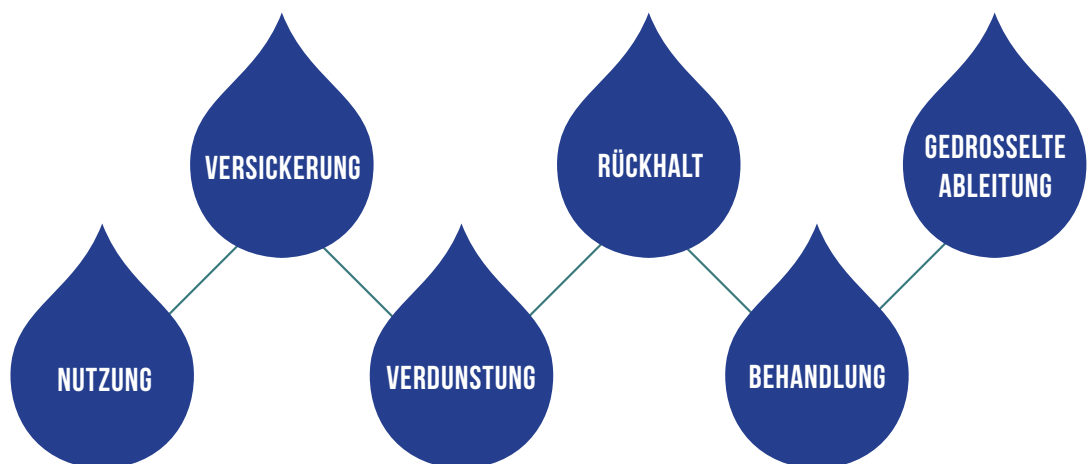 VERSICKERUNG
RÜCKHALT
GEDROSSELTE
ABLEITUNG
NUTZUNG
VERDUNSTUNG
BEHANDLUNG